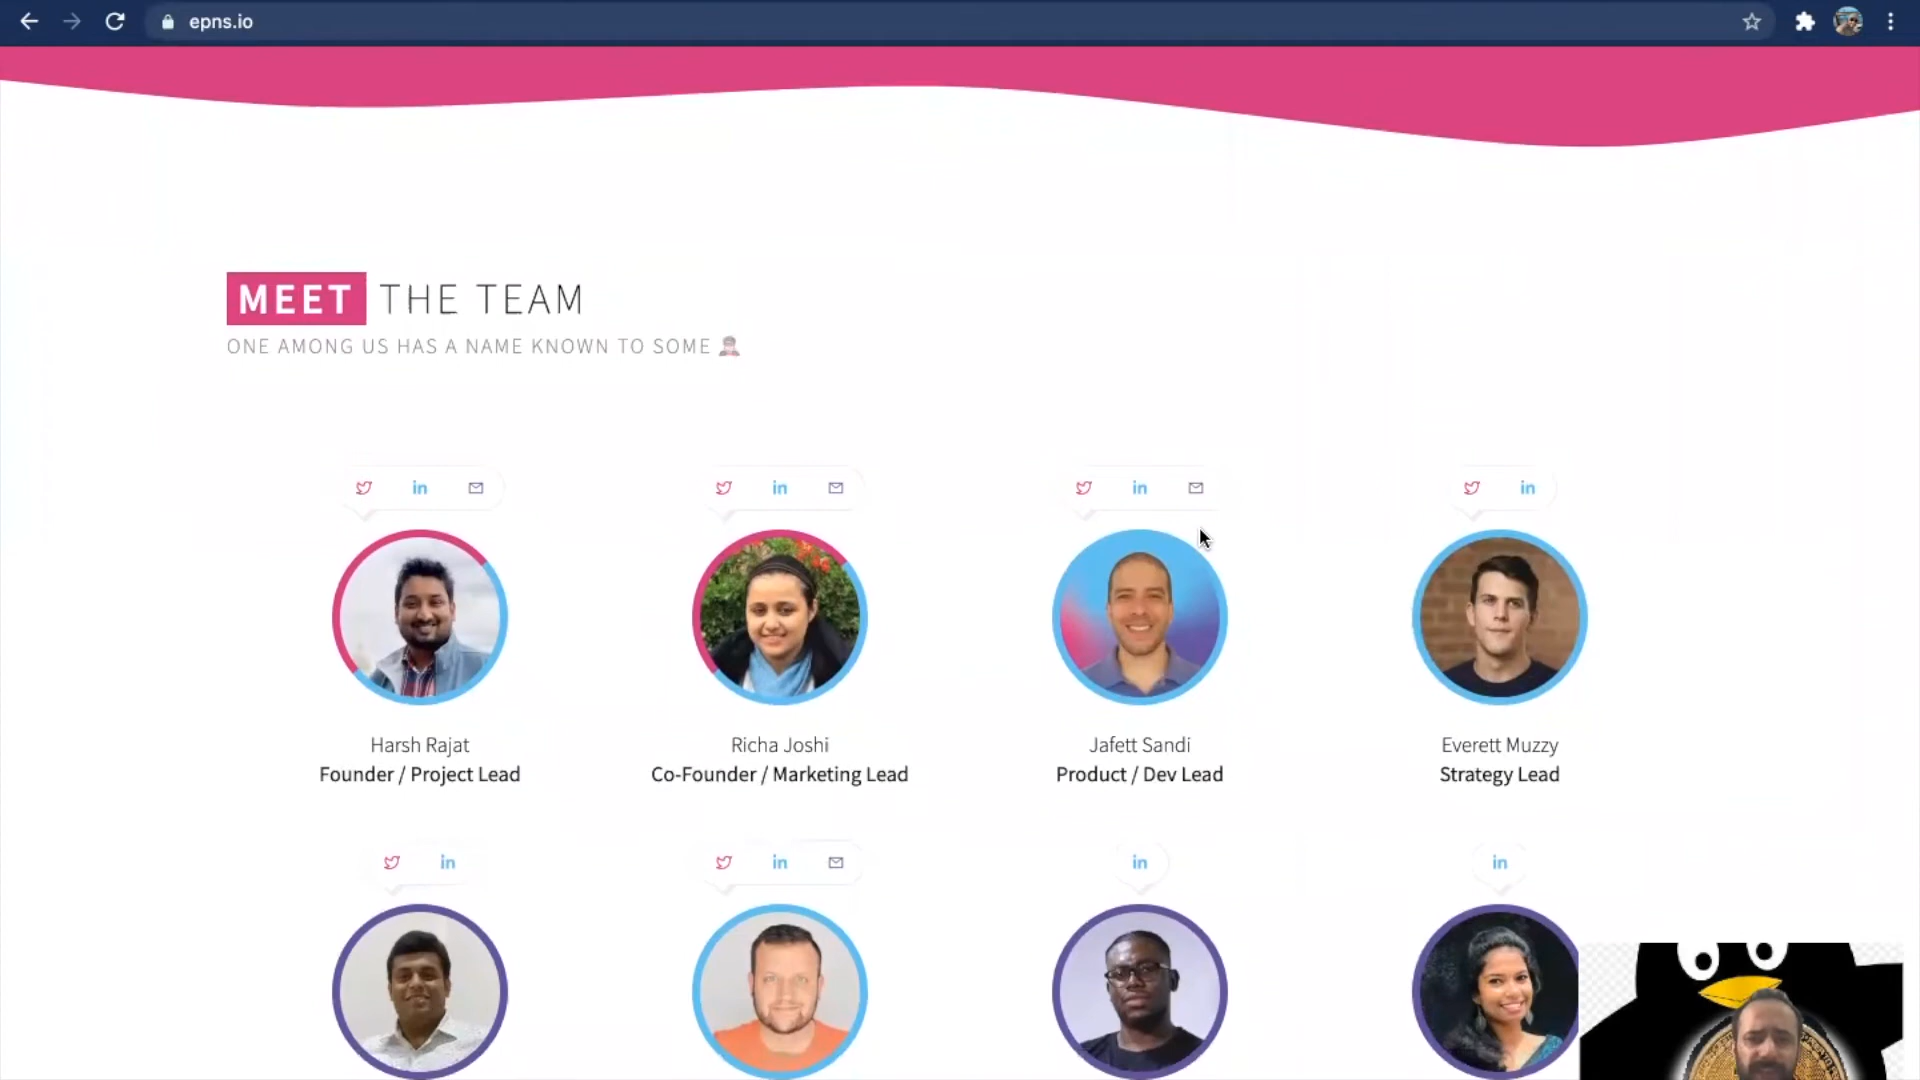 epns.io
MEET THE TEAM
ONE AMONG US HAS A NAME KNOWN TO SOME
in
in
in
in
Harsh Rajat
Founder / Project Lead
Richa Joshi
Co-Founder / Marketing Lead
Jafett Sandi
Product / Dev Lead
Everett Muzzy
Strategy Lead
in
in
in
in